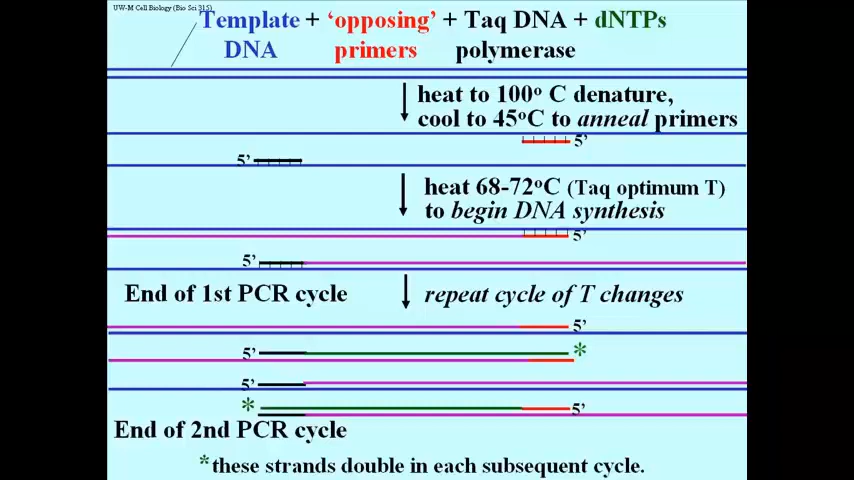 UW-M Cell Biology (Bio Sci 315)
Template + ‘opposing’ + Taq DNA + dNTPs
DNA primers polymerase
heat to 100º C denature,
cool to 45ºC to anneal primers
5’
5’
heat 68-72ºC (Taq optimum T)
to begin DNA synthesis
5’
5’
End of 1st PCR cycle
repeat cycle of T changes
5’
5’ *
5’
* 5’
End of 2nd PCR cycle
*these strands double in each subsequent cycle.